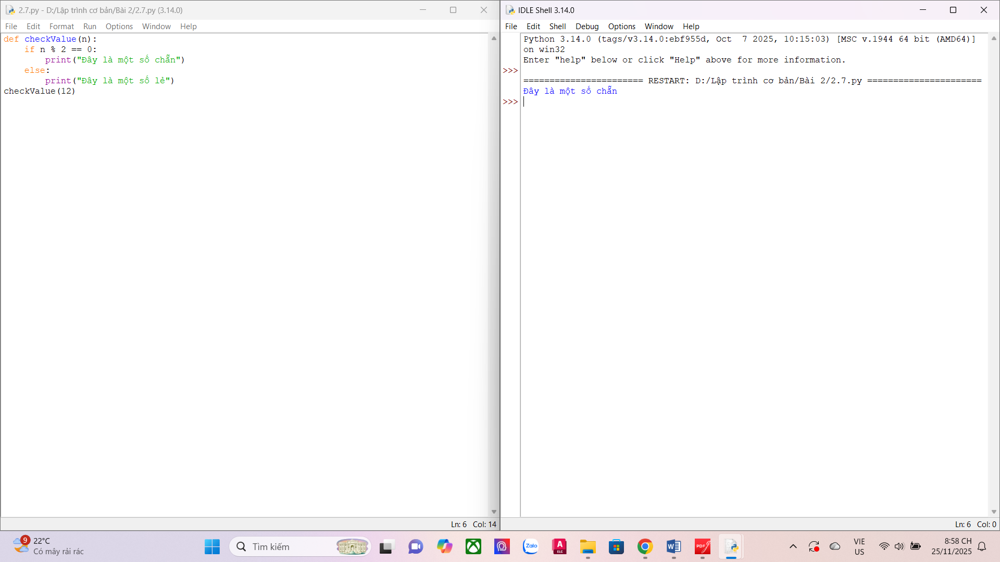 2.7.py - D:/Lập trình cơ bản/Bài 2/2.7.py (3.14.0)
File Edit Format Run Options Window Help
def checkValue(n):
    if n % 2 == 0:
        print("Đây là một số chẵn")
    else:
        print("Đây là một số lẻ")
checkValue(12)
Ln: 6 Col: 14
IDLE Shell 3.14.0
File Edit Shell Debug Options Window Help
Python 3.14.0 (tags/v3.14.0:ebf955d, Oct  7 2025, 10:15:03) [MSC v.1944 64 bit (AMD64)]
on win32
Enter "help" below or click "Help" above for more information.
>>>
======================= RESTART: D:/Lập trình cơ bản/Bài 2/2.7.py ======================
Đây là một số chẵn
>>>
Ln: 6 Col: 0
9
22°C
Có mây rải rác
Tìm kiếm
Zalo
A
ELC
W
PDF
VIE
US
8:58 CH
25/11/2025